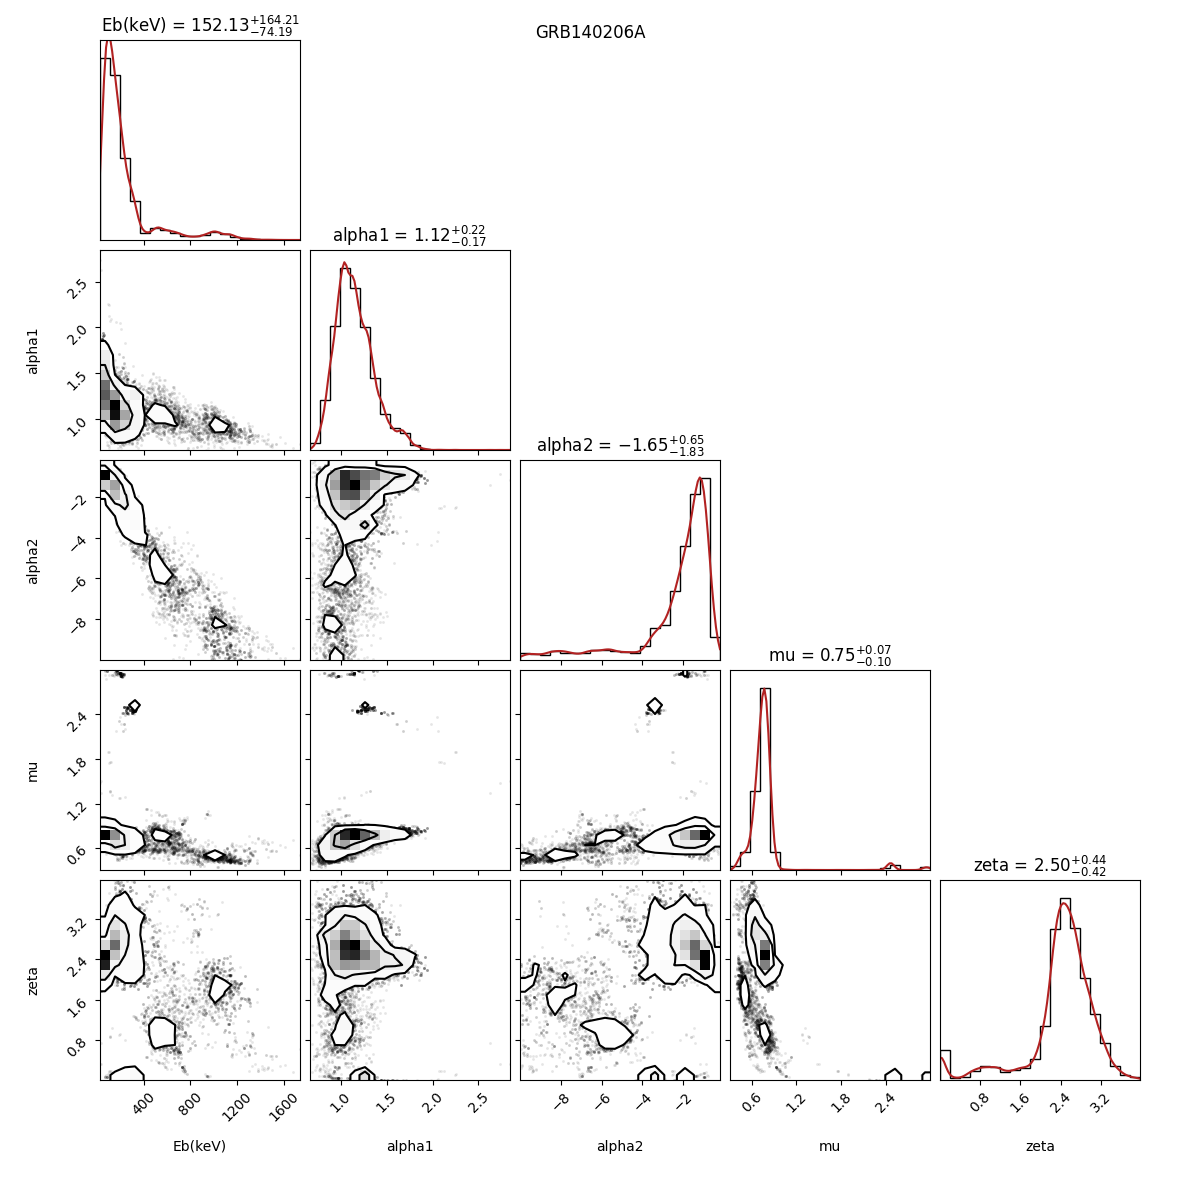 Eb(keV) = 152.13+164.21−74.19
GRB140206A
alpha1 = 1.12+0.22−0.17
2.5
2.0
1.5
1.0
alpha1
alpha2 = −1.65+0.65−1.83
−2
−4
−6
−8
alpha2
mu = 0.75+0.07−0.10
2.4
1.8
1.2
0.6
mu
zeta = 2.50+0.44−0.42
3.2
2.4
1.6
0.8
zeta
400 800 1200 1600
1.0 1.5 2.0 2.5
−8 −6 −4 −2
0.6 1.2 1.8 2.4
0.8 1.6 2.4 3.2
Eb(keV) alpha1 alpha2 mu zeta